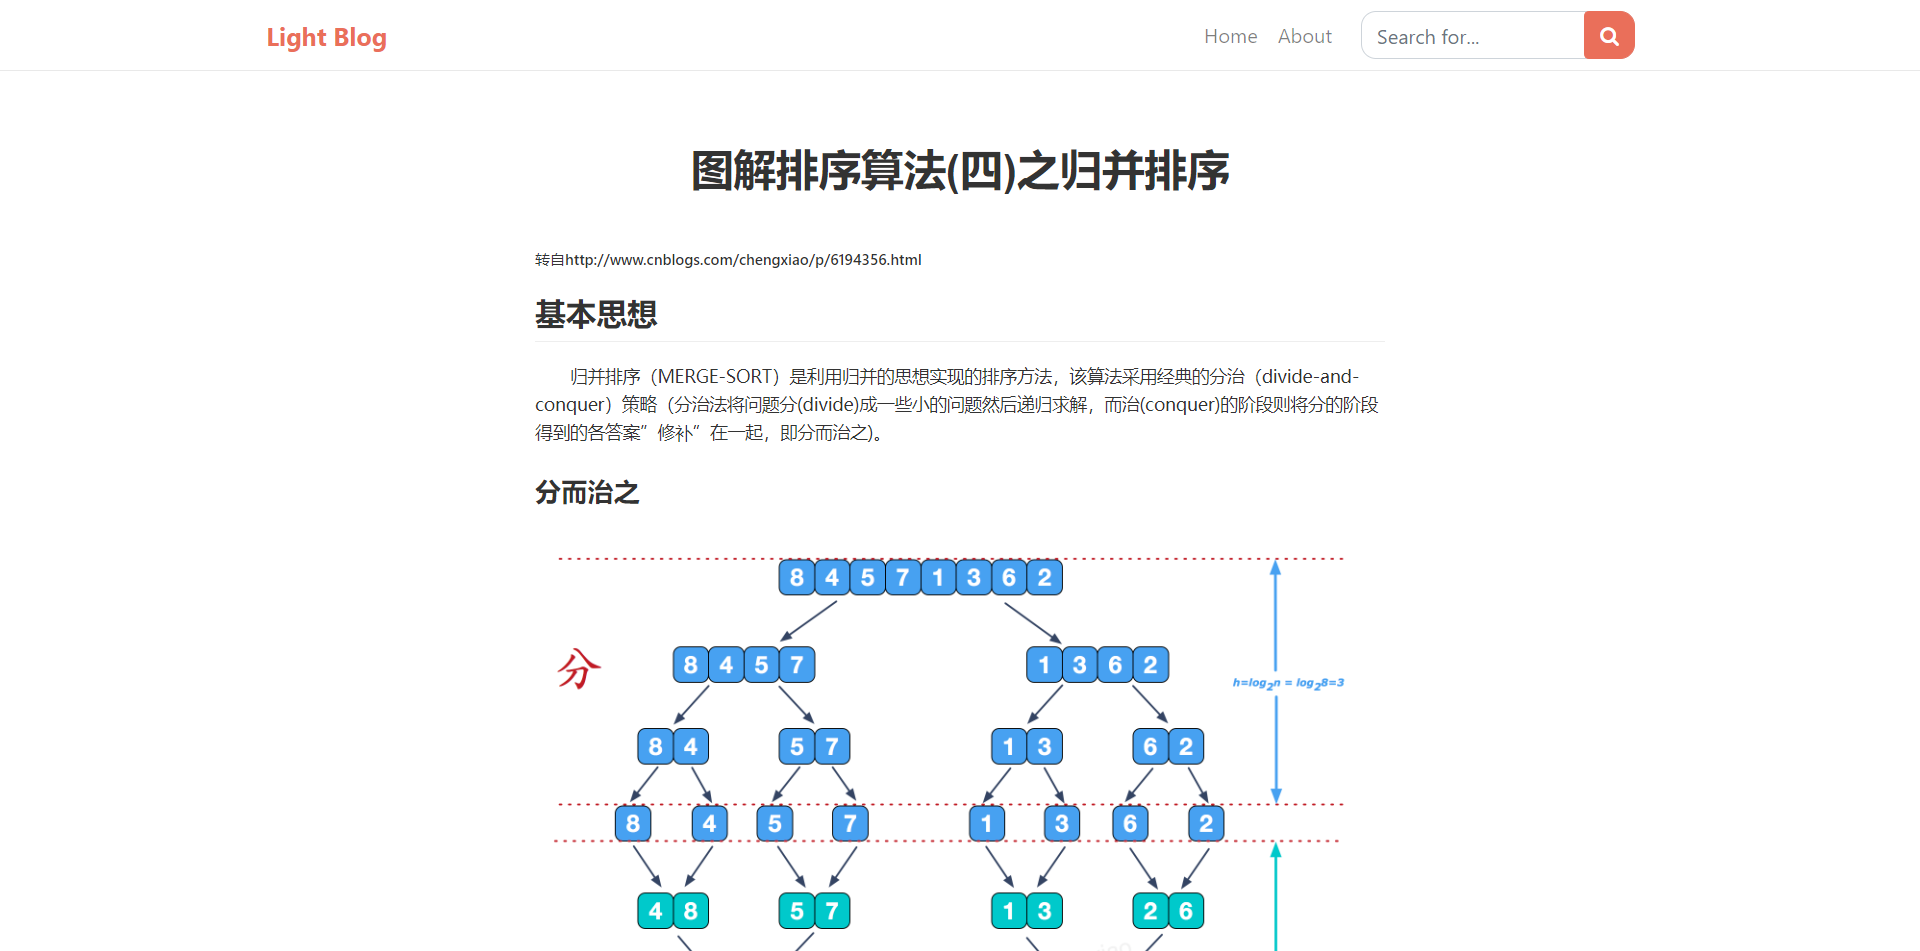 Light Blog
Home About Search for...
图解排序算法(四)之归并排序
转自http://www.cnblogs.com/chengxiao/p/6194356.html
基本思想
归并排序（MERGE-SORT）是利用归并的思想实现的排序方法，该算法采用经典的分治（divide-and-
conquer）策略（分治法将问题分(divide)成一些小的问题然后递归求解，而治(conquer)的阶段则将分的阶段
得到的各答案”修补”在一起，即分而治之)。
分而治之
8 4 5 7 1 3 6 2
分
8 4 5 7 1 3 6 2
h=log2n = log28=3
8 4 5 7 1 3 6 2
8 4 5 7 1 3 6 2
4 8 5 7 1 3 2 6